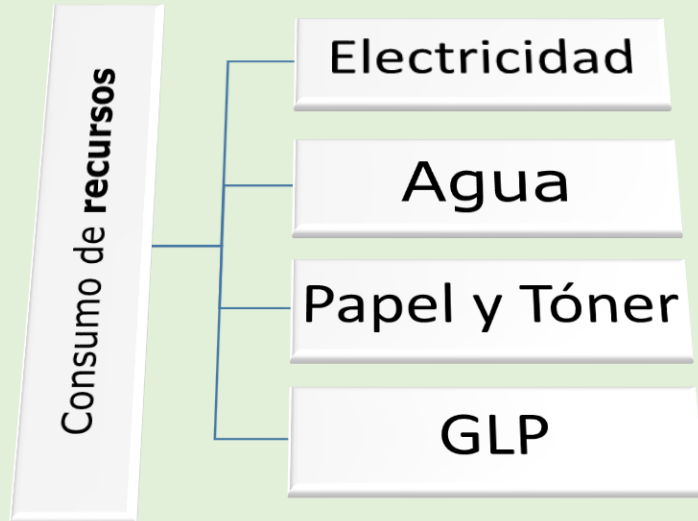 Consumo de recursos
Electricidad
Agua
Papel y Tóner
GLP